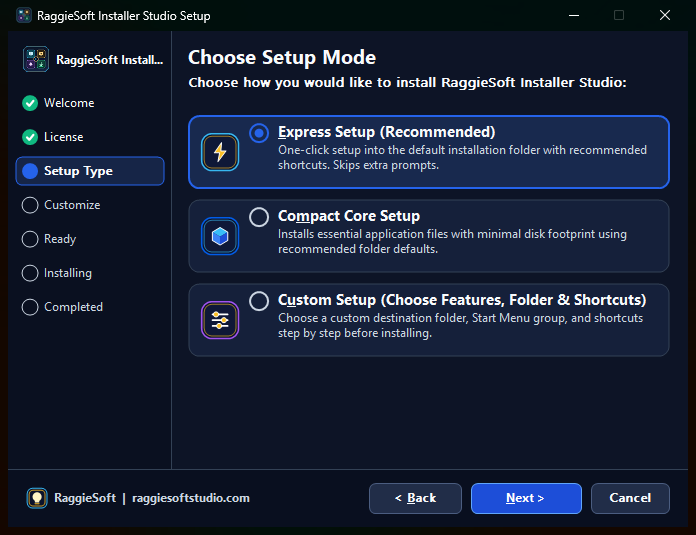 RaggieSoft Installer Studio Setup
RaggieSoft Install...
Welcome
License
Setup Type
Customize
Ready
Installing
Completed
Choose Setup Mode
Choose how you would like to install RaggieSoft Installer Studio:
Express Setup (Recommended)
One-click setup into the default installation folder with recommended
shortcuts. Skips extra prompts.
Compact Core Setup
Installs essential application files with minimal disk footprint using
recommended folder defaults.
Custom Setup (Choose Features, Folder & Shortcuts)
Choose a custom destination folder, Start Menu group, and shortcuts
step by step before installing.
RaggieSoft | raggiesoftstudio.com
< Back
Next >
Cancel